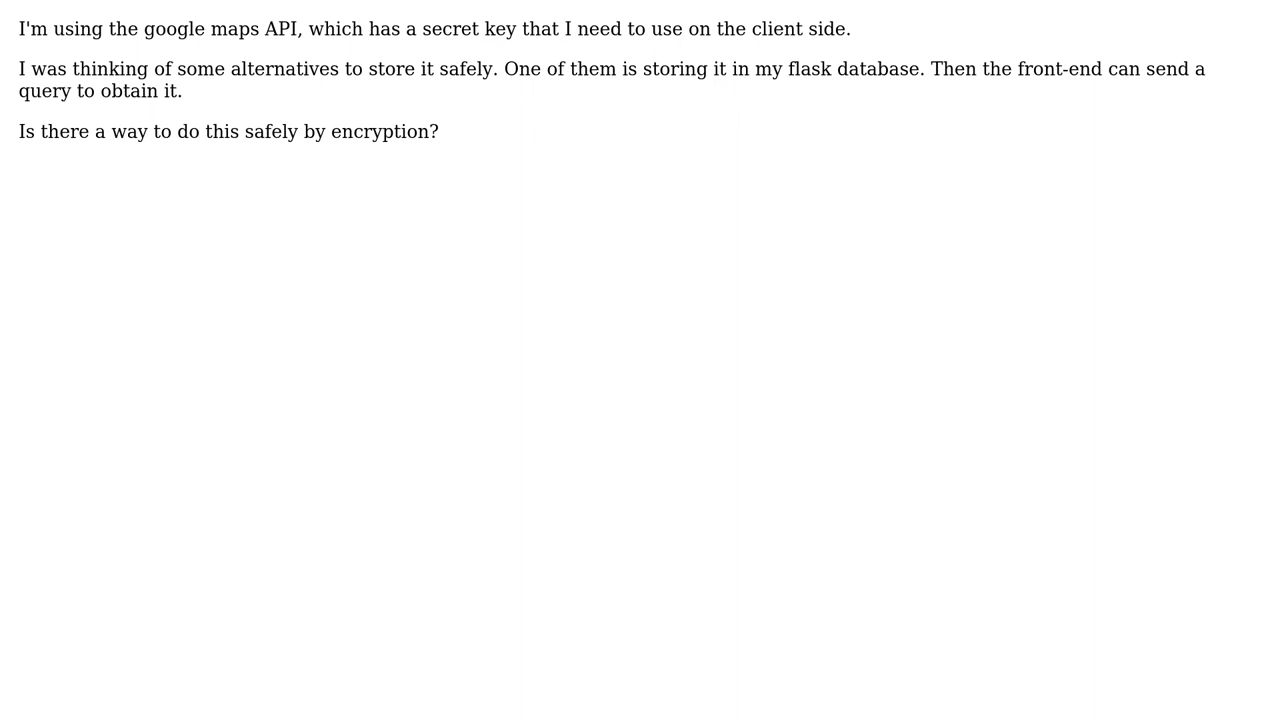 I'm using the google maps API, which has a secret key that I need to use on the client side.
I was thinking of some alternatives to store it safely. One of them is storing it in my flask database. Then the front-end can send a
query to obtain it.
Is there a way to do this safely by encryption?